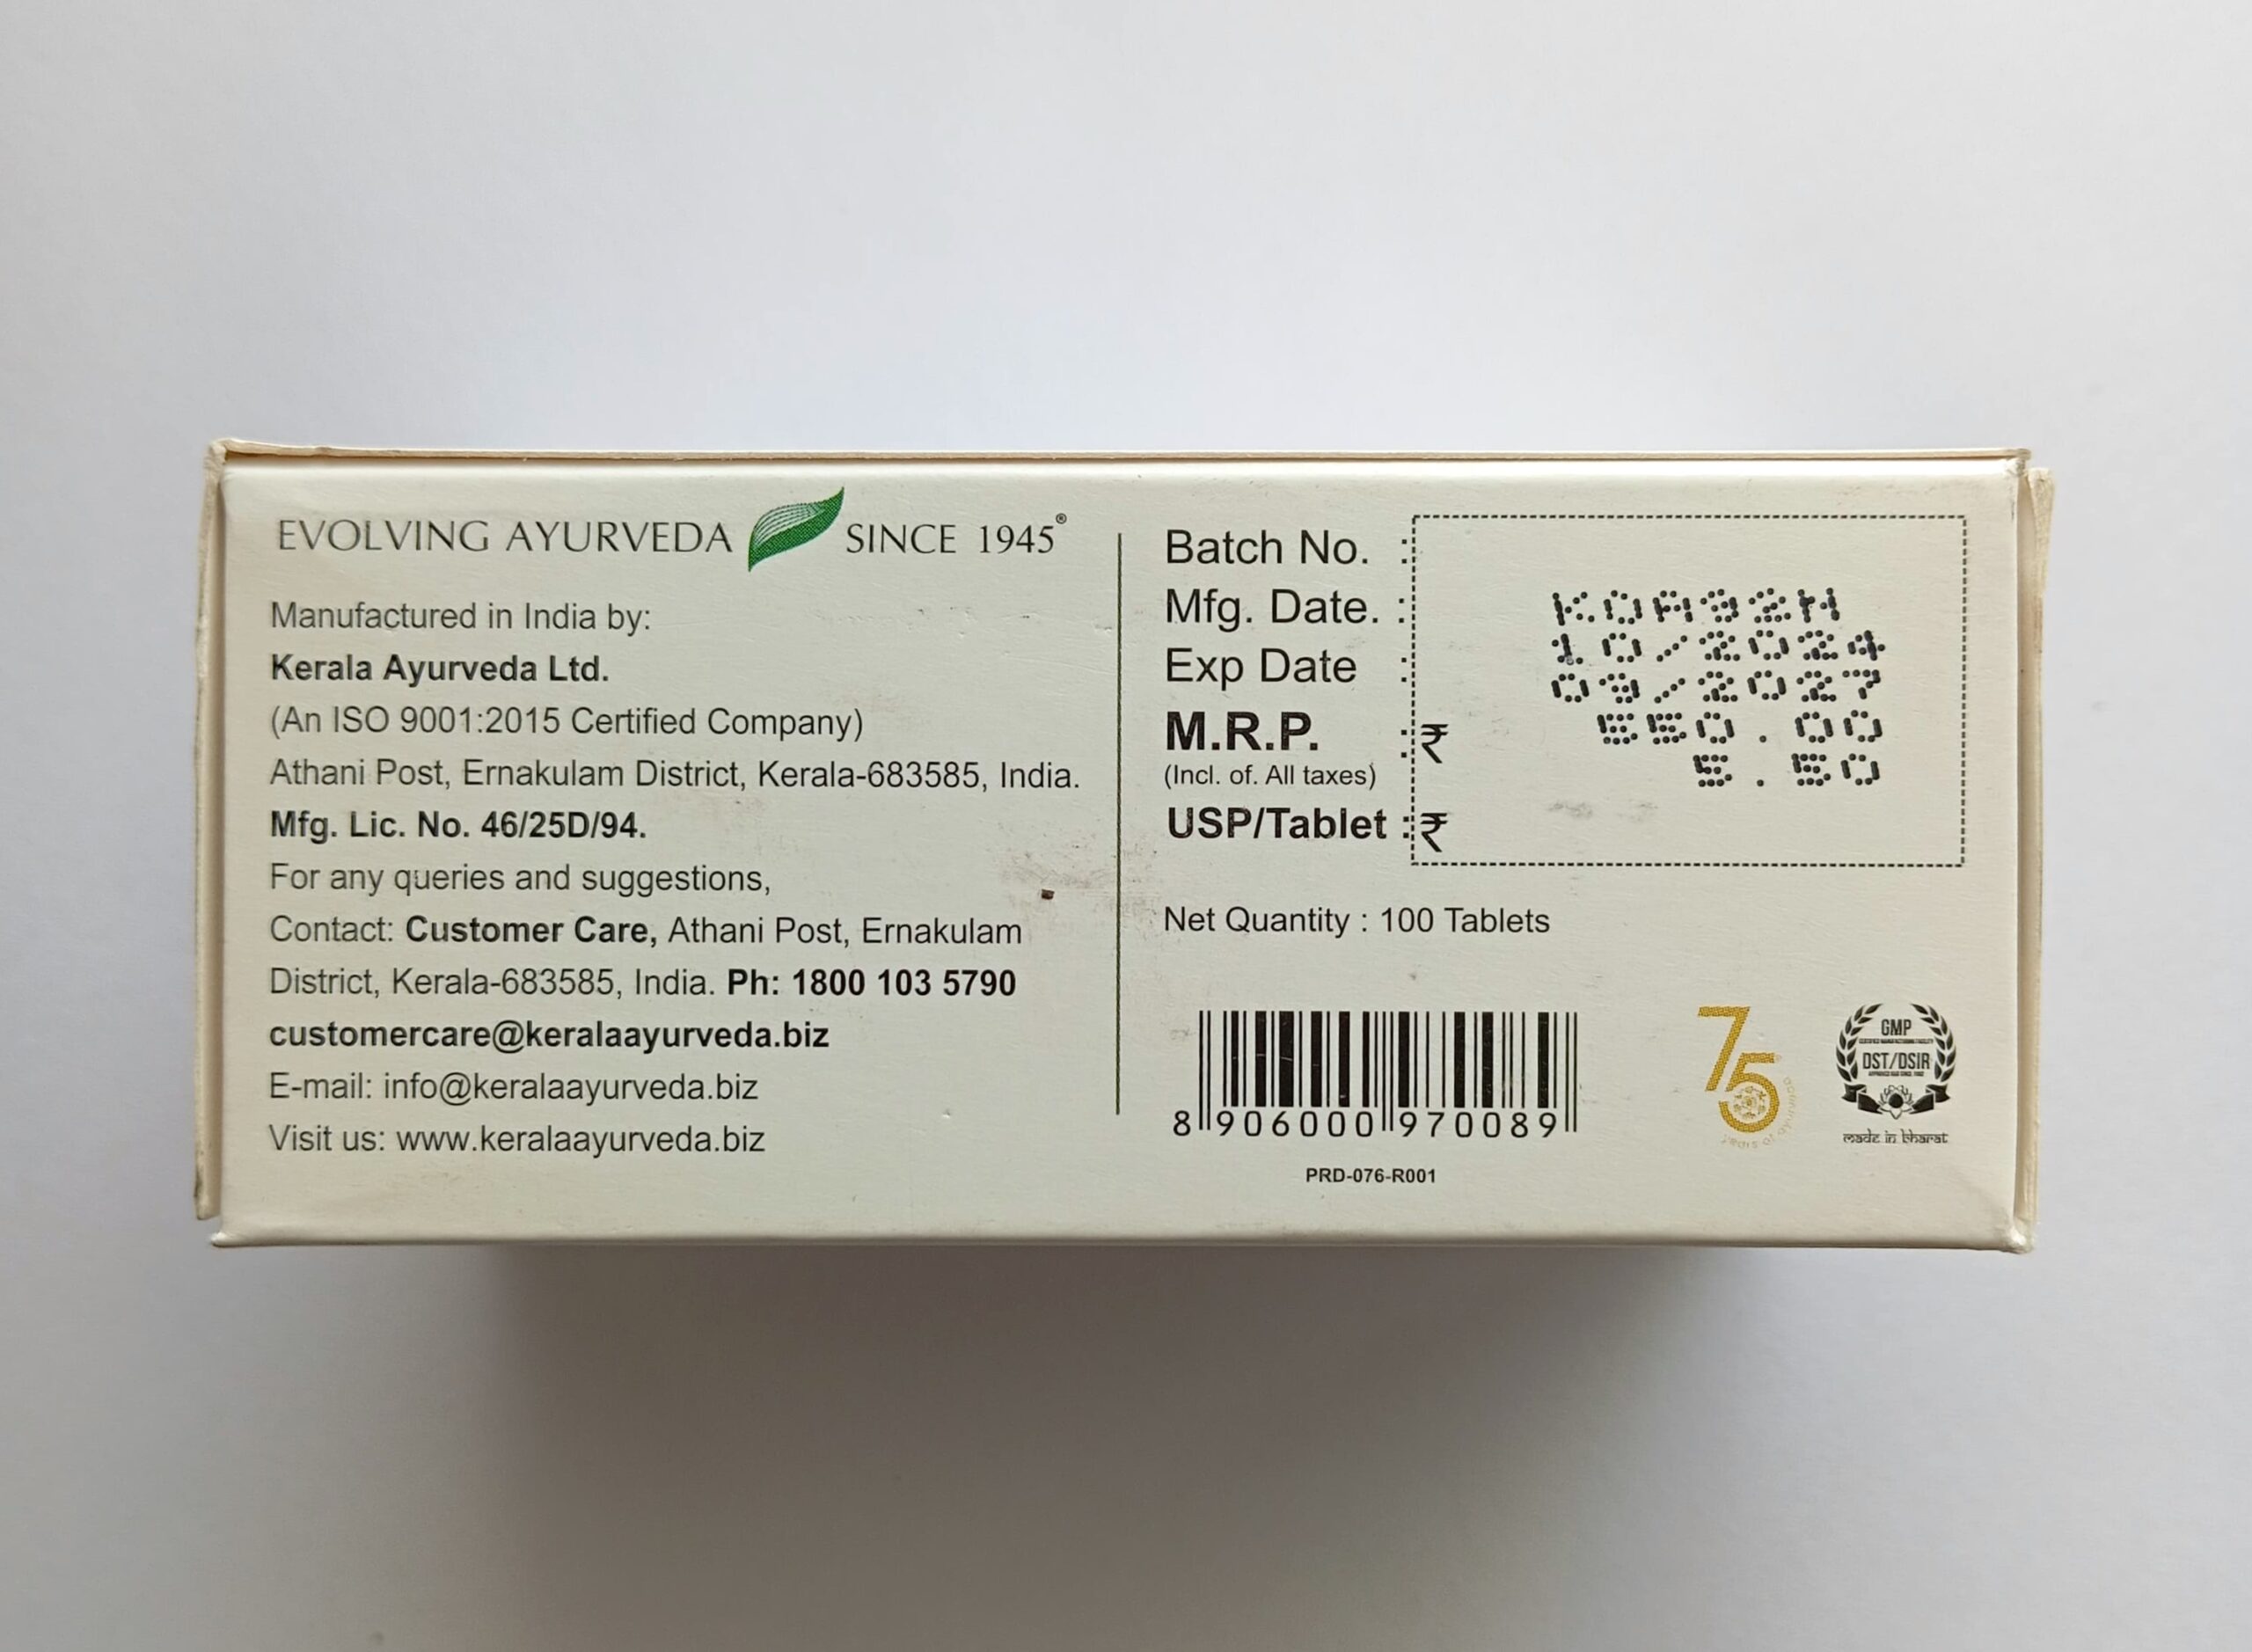 EVOLVING AYURVEDA SINCE 1945®
Manufactured in India by:
Kerala Ayurveda Ltd.
(An ISO 9001:2015 Certified Company)
Athani Post, Ernakulam District, Kerala-683585, India.
Mfg. Lic. No. 46/25D/94.
For any queries and suggestions,
Contact: Customer Care, Athani Post, Ernakulam
District, Kerala-683585, India. Ph: 1800 103 5790
customercare@keralaayurveda.biz
E-mail: info@keralaayurveda.biz
Visit us: www.keralaayurveda.biz
Batch No. :
Mfg. Date. :
Exp Date :
M.R.P. : ₹
(Incl. of. All taxes)
USP/Tablet : ₹
KOA92M
10/2024
09/2027
550.00
5.50
Net Quantity : 100 Tablets
8 906000 970089
PRD-076-R001
75
GMP
DST/DSIR
made in bharat